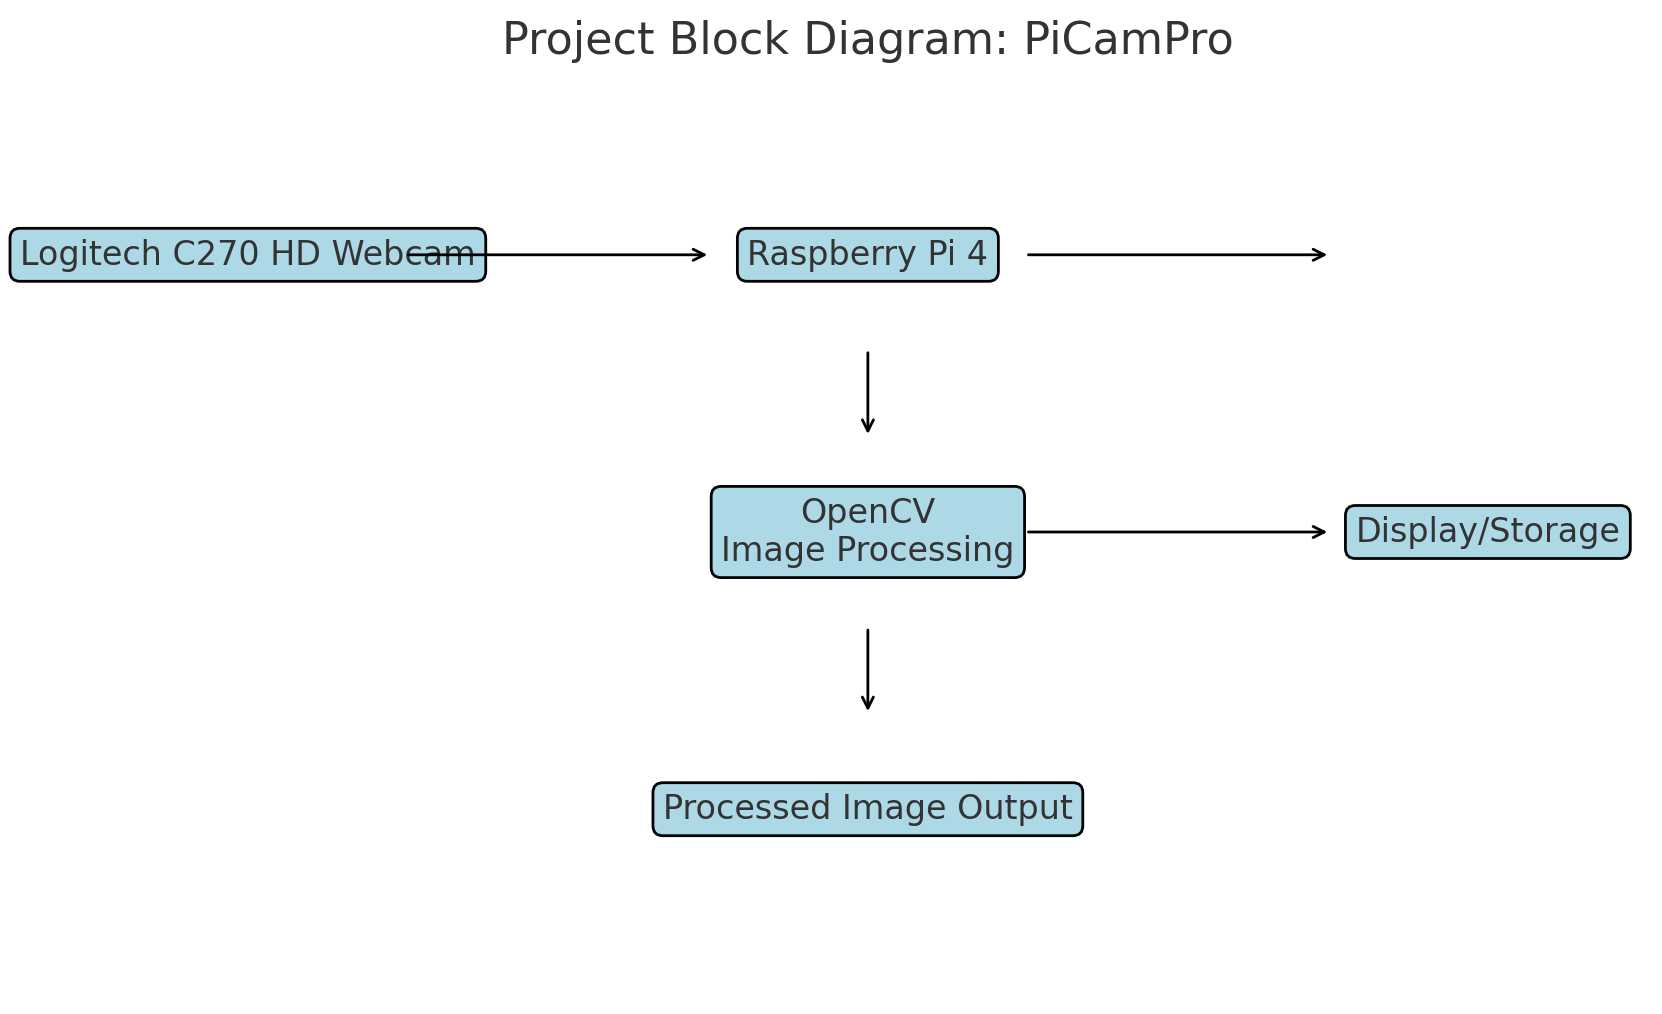 Project Block Diagram: PiCamPro
Logitech C270 HD Webcam
Raspberry Pi 4
OpenCV
Image Processing
Display/Storage
Processed Image Output